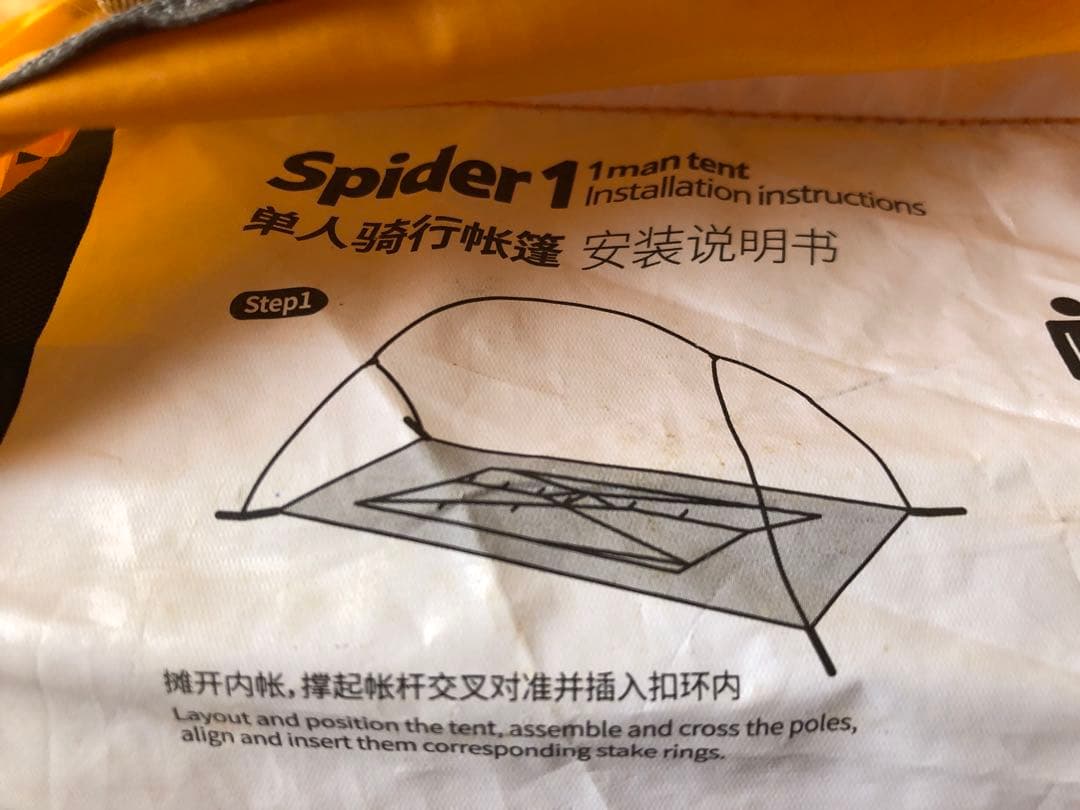 Spider 1 1man tent
Installation instructions
单人骑行帐篷 安装说明书
Step1
摊开内帐，撑起帐杆交叉对准并插入扣环内
Layout and position the tent, assemble and cross the poles,
align and insert them corresponding stake rings.